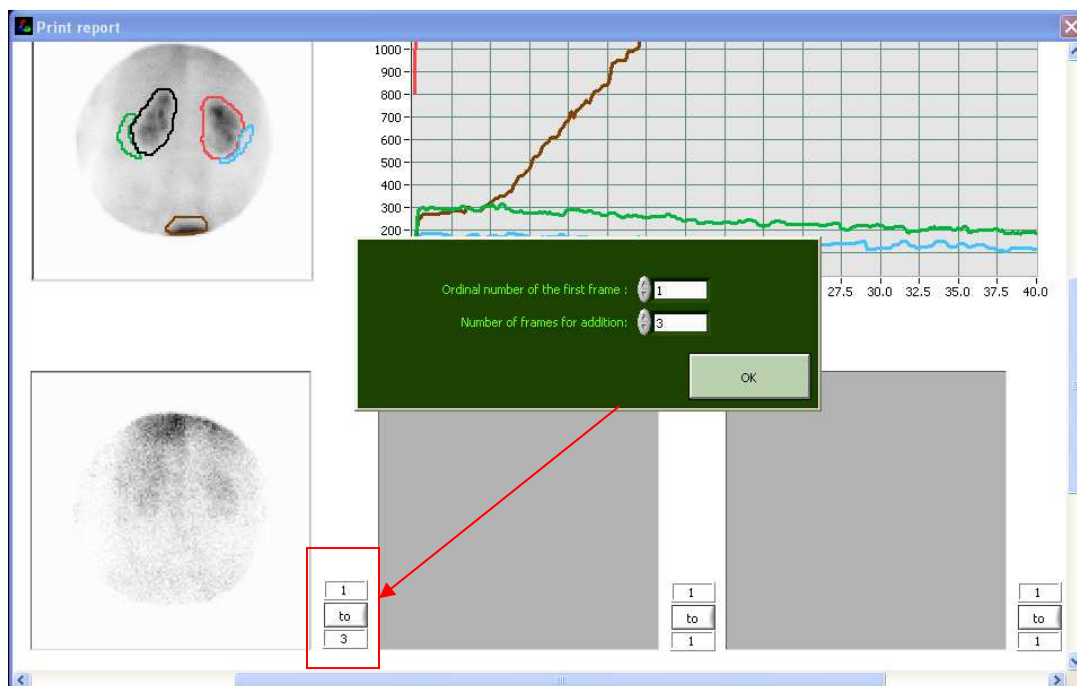 Print report
1000
900
800
700
600
500
400
300
200
27.5 30.0 32.5 35.0 37.5 40.0
Ordinal number of the first frame : 1
Number of frames for addition: 3
OK
1
to
3
1
to
1
1
to
1